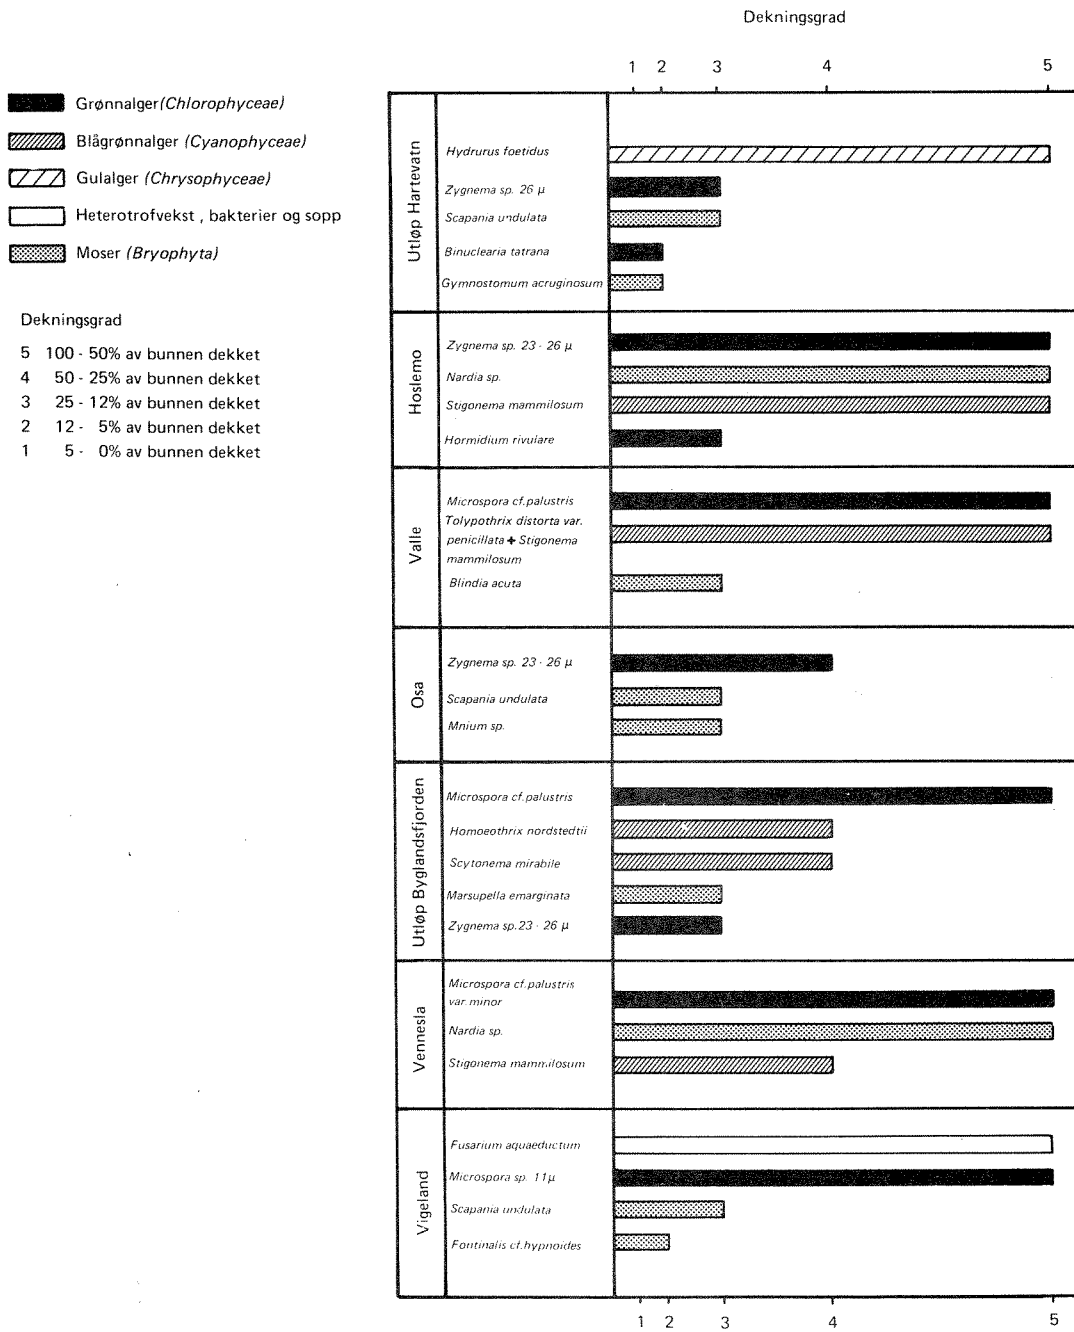 Dekningsgrad
1 2 3 4 5
Grønnalger (Chlorophyceae)
Blågrønnalger (Cyanophyceae)
Gulalger (Chrysophyceae)
Heterotrofvekst , bakterier og sopp
Moser (Bryophyta)
Dekningsgrad
5 100 - 50% av bunnen dekket
4 50 - 25% av bunnen dekket
3 25 - 12% av bunnen dekket
2 12 - 5% av bunnen dekket
1 5 - 0% av bunnen dekket
Utløp Hartevatn
Hydrurus foetidus
Zygnema sp. 26 µ
Scapania undulata
Binuclearia tatrana
Gymnostomum acruginosum
Hoslemo
Zygnema sp. 23 - 26 µ
Nardia sp.
Stigonema mammilosum
Hormidium rivulare
Valle
Microspora cf. palustris
Tolypothrix distorta var.
penicillata + Stigonema
mammilosum
Blindia acuta
Osa
Zygnema sp. 23 - 26 µ
Scapania undulata
Mnium sp.
Utløp Byglandsfjorden
Microspora cf. palustris
Homoeothrix nordstedtii
Scytonema mirabile
Marsupella emarginata
Zygnema sp. 23 - 26 µ
Vennesla
Microspora cf. palustris
var. minor
Nardia sp.
Stigonema mammilosum
Vigeland
Fusarium aquaeductum
Microspora sp. 11µ
Scapania undulata
Fontinalis cf. hypnoides
1 2 3 4 5